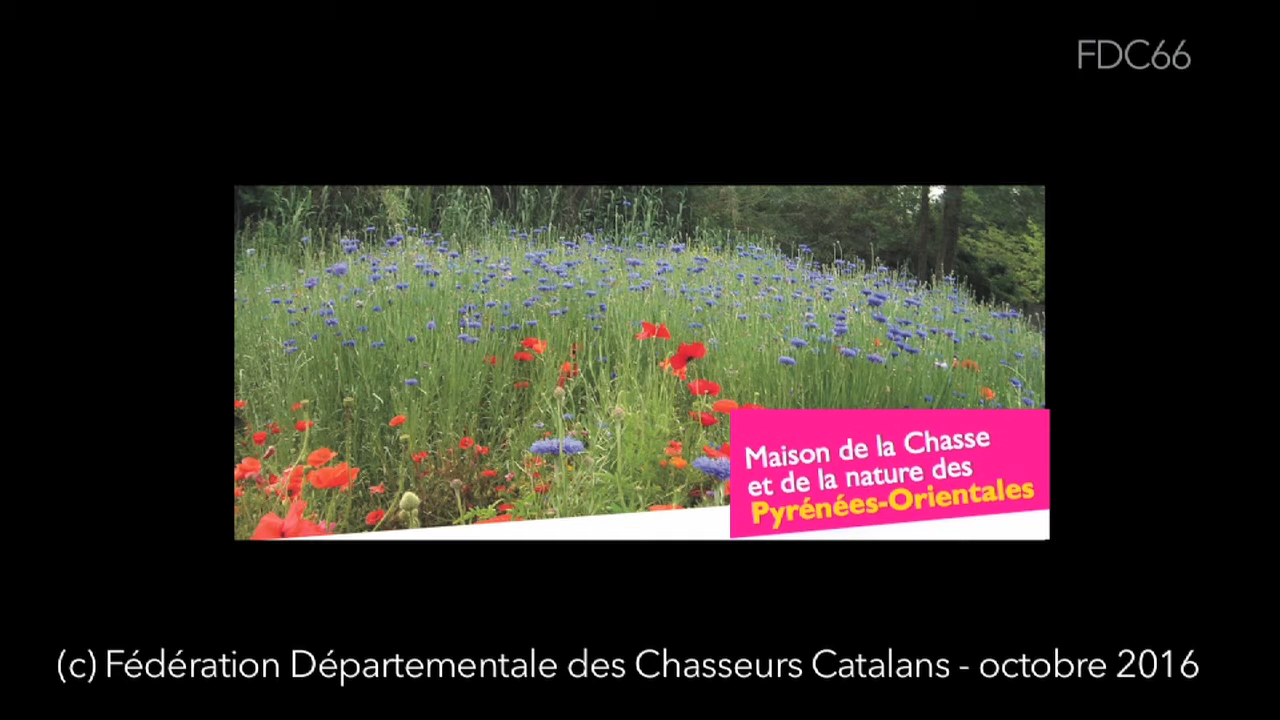 FDC66
Maison de la Chasse
et de la nature des
Pyrénées-Orientales
(c) Fédération Départementale des Chasseurs Catalans - octobre 2016